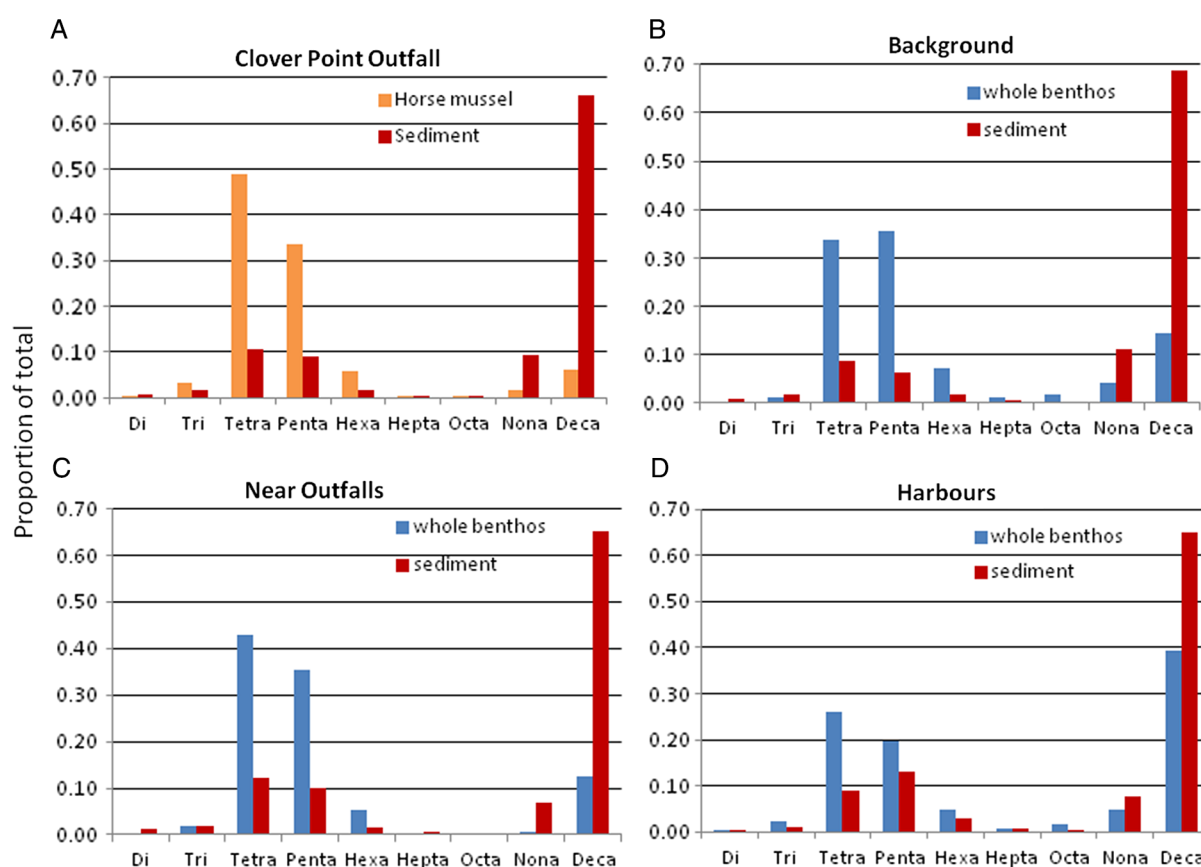 A
Clover Point Outfall
0.70
Horse mussel
0.60
Sediment
0.50
0.40
0.30
0.20
0.10
0.00
Di Tri Tetra Penta Hexa Hepta Octa Nona Deca
B
Background
0.70
whole benthos
0.60
sediment
0.50
0.40
0.30
0.20
0.10
0.00
Di Tri Tetra Penta Hexa Hepta Octa Nona Deca
Proportion of total
C
Near Outfalls
0.70
whole benthos
0.60
sediment
0.50
0.40
0.30
0.20
0.10
0.00
Di Tri Tetra Penta Hexa Hepta Octa Nona Deca
D
Harbours
0.70
whole benthos
0.60
sediment
0.50
0.40
0.30
0.20
0.10
0.00
Di Tri Tetra Penta Hexa Hepta Octa Nona Deca